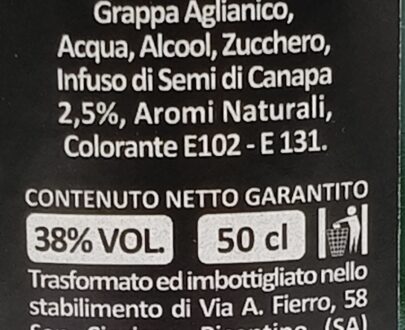 Grappa Aglianico,
Acqua, Alcool, Zucchero,
Infuso di Semi di Canapa
2,5%, Aromi Naturali,
Colorante E102 - E 131.
CONTENUTO NETTO GARANTITO
38% VOL. 50 cl
Trasformato ed imbottigliato nello
stabilimento di Via A. Fierro, 58
(SA)